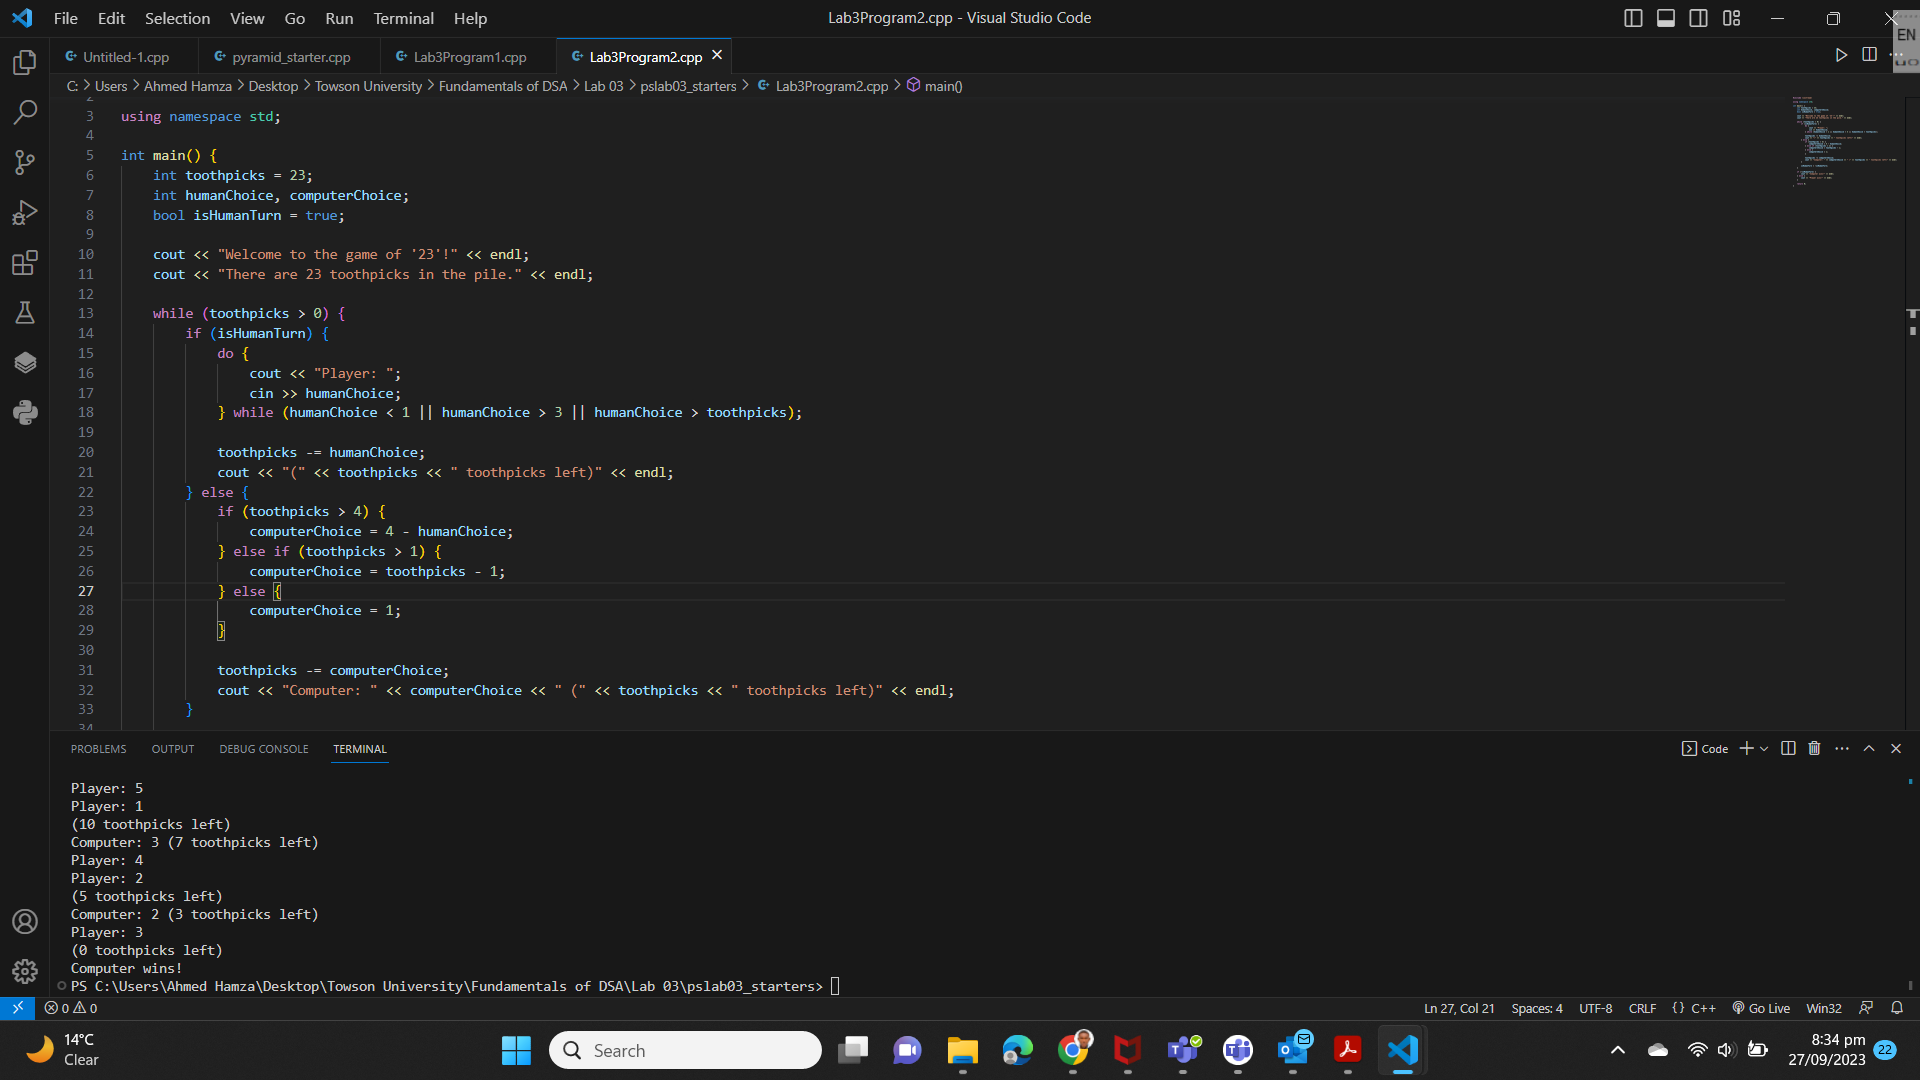 File Edit Selection View Go Run Terminal Help
Lab3Program2.cpp - Visual Studio Code
EN
Untitled-1.cpp pyramid_starter.cpp Lab3Program1.cpp Lab3Program2.cpp
C: > Users > Ahmed Hamza > Desktop > Towson University > Fundamentals of DSA > Lab 03 > pslab03_starters > Lab3Program2.cpp > main()
2
3 using namespace std;
4
5 int main() {
6 int toothpicks = 23;
7 int humanChoice, computerChoice;
8 bool isHumanTurn = true;
9
10 cout << "Welcome to the game of '23'!" << endl;
11 cout << "There are 23 toothpicks in the pile." << endl;
12
13 while (toothpicks > 0) {
14 if (isHumanTurn) {
15 do {
16 cout << "Player: ";
17 cin >> humanChoice;
18 } while (humanChoice < 1 || humanChoice > 3 || humanChoice > toothpicks);
19
20 toothpicks -= humanChoice;
21 cout << "(" << toothpicks << " toothpicks left)" << endl;
22 } else {
23 if (toothpicks > 4) {
24 computerChoice = 4 - humanChoice;
25 } else if (toothpicks > 1) {
26 computerChoice = toothpicks - 1;
27 } else {
28 computerChoice = 1;
29 }
30
31 toothpicks -= computerChoice;
32 cout << "Computer: " << computerChoice << " (" << toothpicks << " toothpicks left)" << endl;
33 }
34
PROBLEMS OUTPUT DEBUG CONSOLE TERMINAL
Code
Player: 5
Player: 1
(10 toothpicks left)
Computer: 3 (7 toothpicks left)
Player: 4
Player: 2
(5 toothpicks left)
Computer: 2 (3 toothpicks left)
Player: 3
(0 toothpicks left)
Computer wins!
PS C:\Users\Ahmed Hamza\Desktop\Towson University\Fundamentals of DSA\Lab 03\pslab03_starters>
0 0
Ln 27, Col 21 Spaces: 4 UTF-8 CRLF {} C++ Go Live Win32
14°C
Clear
Search
8:34 pm
27/09/2023
22